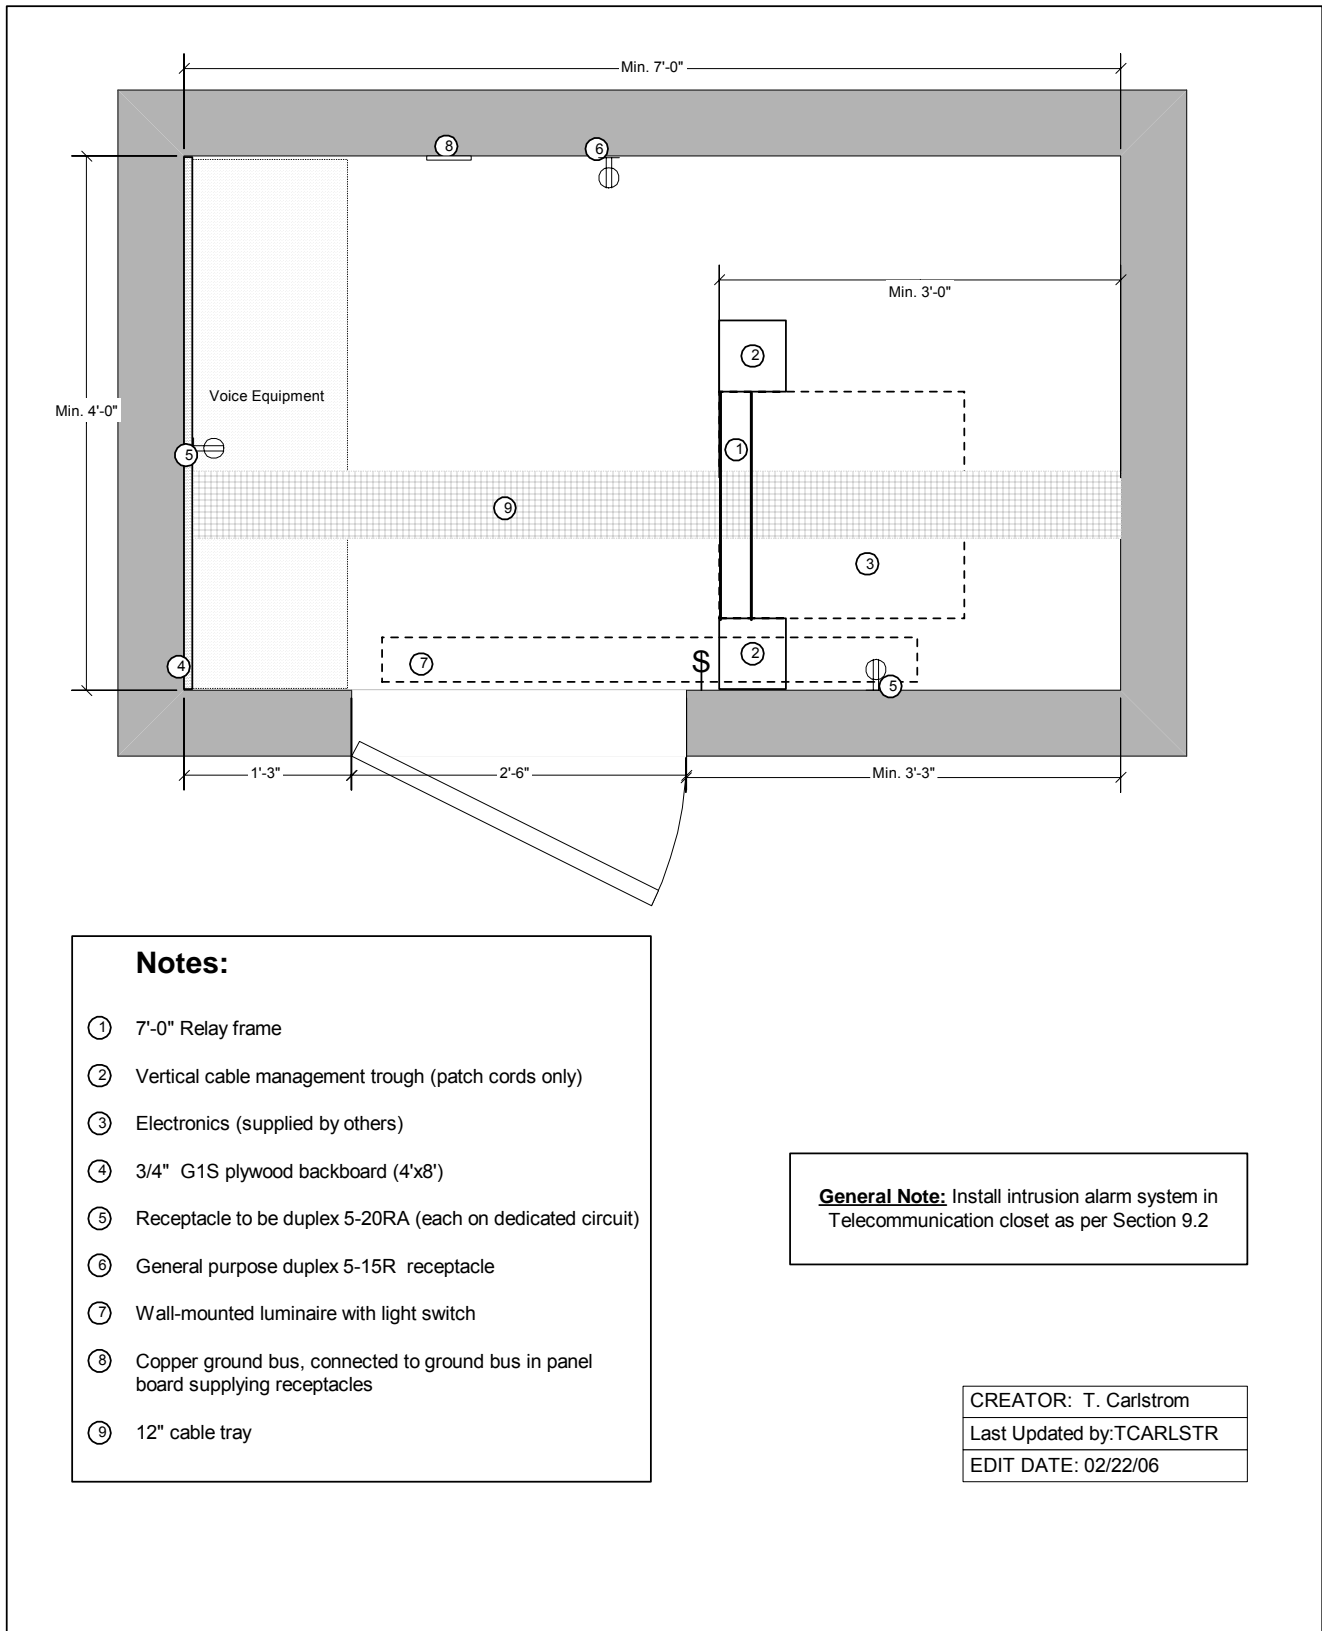 Min. 7'-0"
8
6
Min. 3'-0"
2
Voice Equipment
Min. 4'-0"
1
5
9
3
2
$
7
4
5
1'-3"
2'-6"
Min. 3'-3"
Notes:
1 7'-0" Relay frame
2 Vertical cable management trough (patch cords only)
3 Electronics (supplied by others)
4 3/4" G1S plywood backboard (4'x8')
5 Receptacle to be duplex 5-20RA (each on dedicated circuit)
6 General purpose duplex 5-15R receptacle
7 Wall-mounted luminaire with light switch
8 Copper ground bus, connected to ground bus in panel
board supplying receptacles
9 12" cable tray
General Note: Install intrusion alarm system in
Telecommunication closet as per Section 9.2
CREATOR: T. Carlstrom
Last Updated by:TCARLSTR
EDIT DATE: 02/22/06